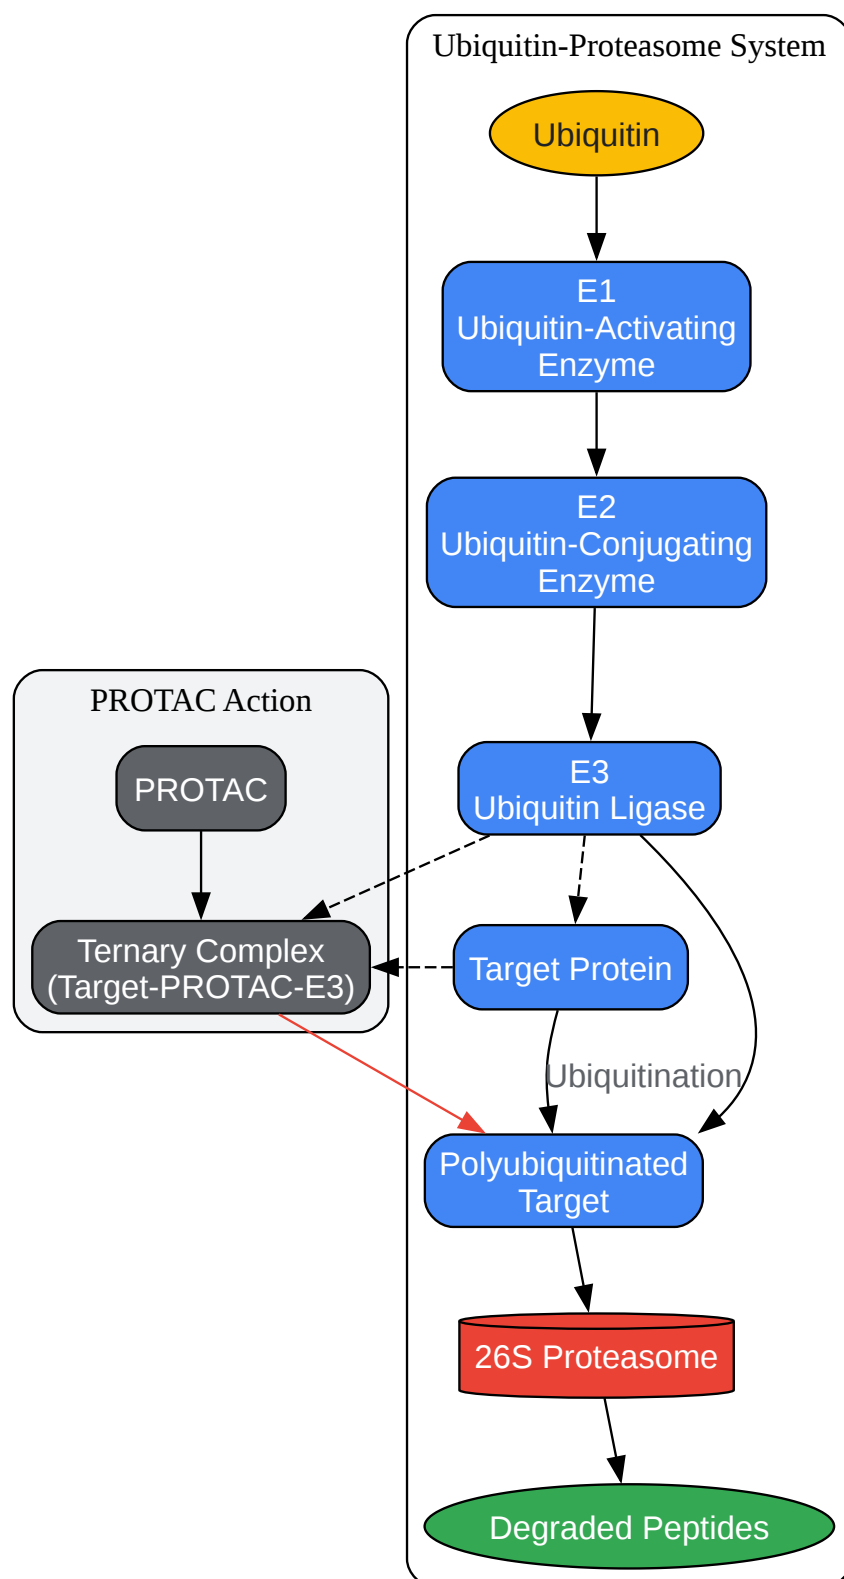 Ubiquitin-Proteasome System
Ubiquitin
E1
Ubiquitin-Activating
Enzyme
E2
Ubiquitin-Conjugating
Enzyme
PROTAC Action
PROTAC
E3
Ubiquitin Ligase
Ternary Complex
(Target-PROTAC-E3)
Target Protein
Ubiquitination
Polyubiquitinated
Target
26S Proteasome
Degraded Peptides